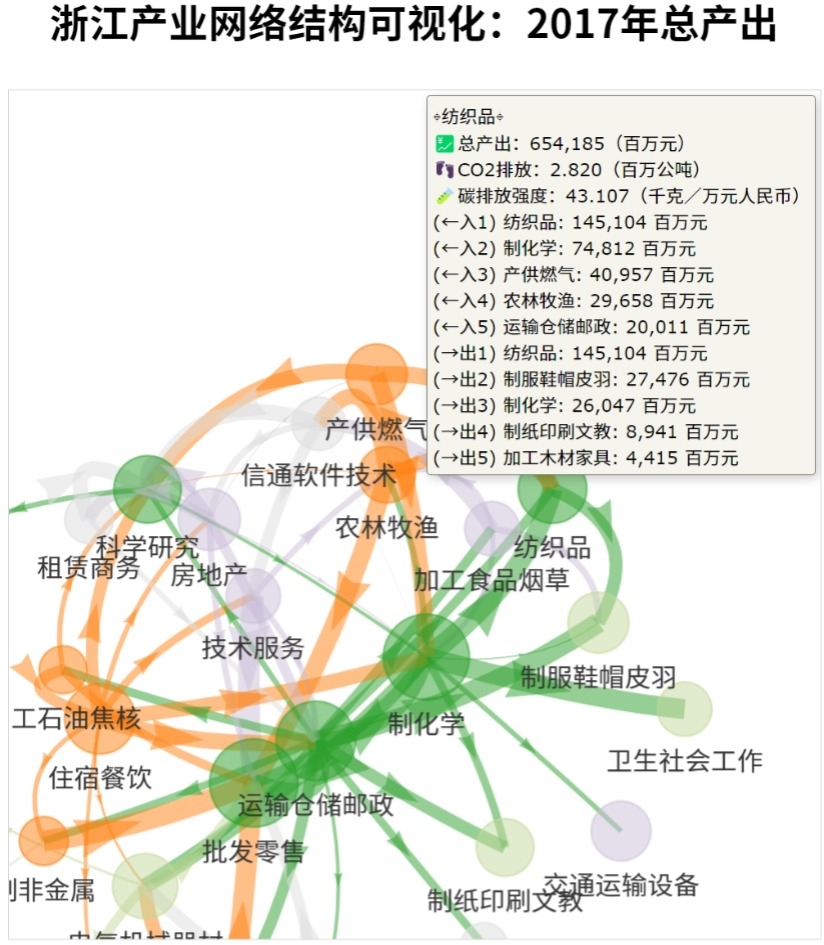 浙江产业网络结构可视化：2017年总产出
÷纺织品÷
总产出：654,185（百万元）
CO2排放：2.820（百万公吨）
碳排放强度：43.107（千克／万元人民币）
(←入1) 纺织品: 145,104 百万元
(←入2) 制化学: 74,812 百万元
(←入3) 产供燃气: 40,957 百万元
(←入4) 农林牧渔: 29,658 百万元
(←入5) 运输仓储邮政: 20,011 百万元
(→出1) 纺织品: 145,104 百万元
(→出2) 制服鞋帽皮羽: 27,476 百万元
(→出3) 制化学: 26,047 百万元
(→出4) 制纸印刷文教: 8,941 百万元
(→出5) 加工木材家具: 4,415 百万元
产供燃气
信通软件技术
农林牧渔
科学研究
纺织品
租赁商务
房地产
加工食品烟草
技术服务
制服鞋帽皮羽
工石油焦核
制化学
卫生社会工作
住宿餐饮
运输仓储邮政
批发零售
非金属
交通运输设备
制纸印刷文教
电气机械器材